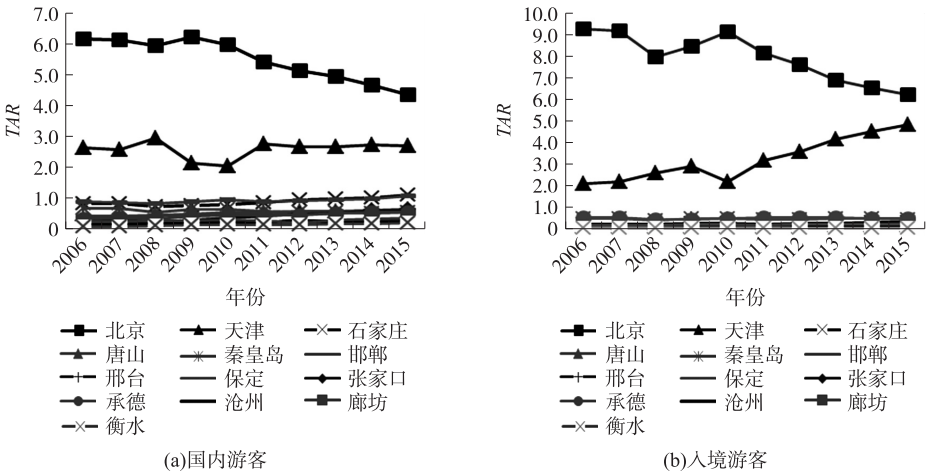 7.0
6.0
5.0
4.0
3.0
2.0
1.0
0
TAR
2006 2007 2008 2009 2010 2011 2012 2013 2014 2015
年份
北京 天津 石家庄
唐山 秦皇岛 邯郸
邢台 保定 张家口
承德 沧州 廊坊
衡水
(a)国内游客
10.0
9.0
8.0
7.0
6.0
5.0
4.0
3.0
2.0
1.0
0
TAR
2006 2007 2008 2009 2010 2011 2012 2013 2014 2015
年份
北京 天津 石家庄
唐山 秦皇岛 邯郸
邢台 保定 张家口
承德 沧州 廊坊
衡水
(b)入境游客